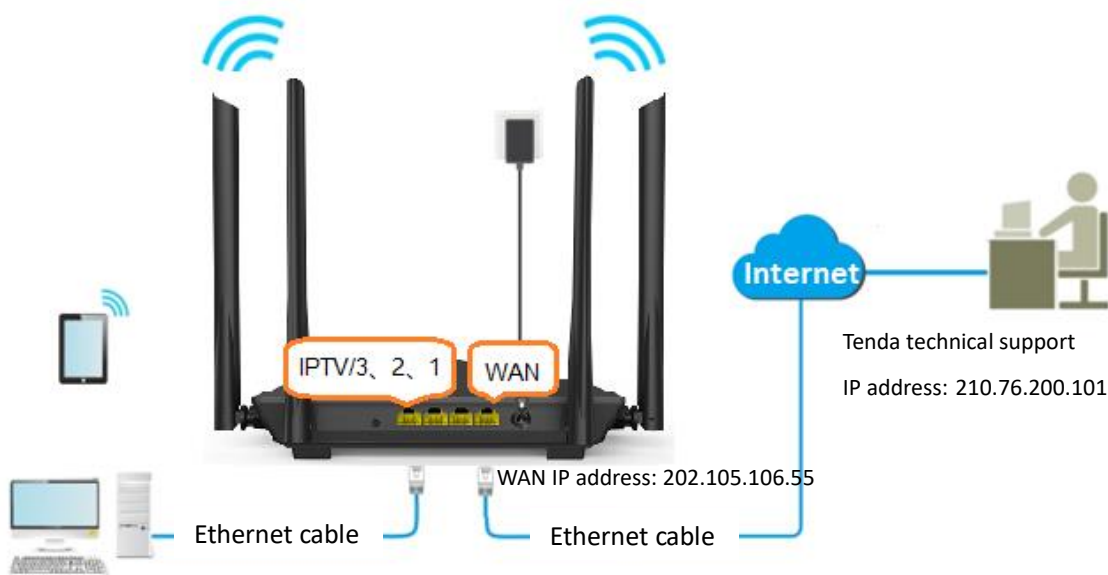 IPTV/3、2、1
WAN
Internet
Tenda technical support
IP address: 210.76.200.101
WAN IP address: 202.105.106.55
Ethernet cable
Ethernet cable